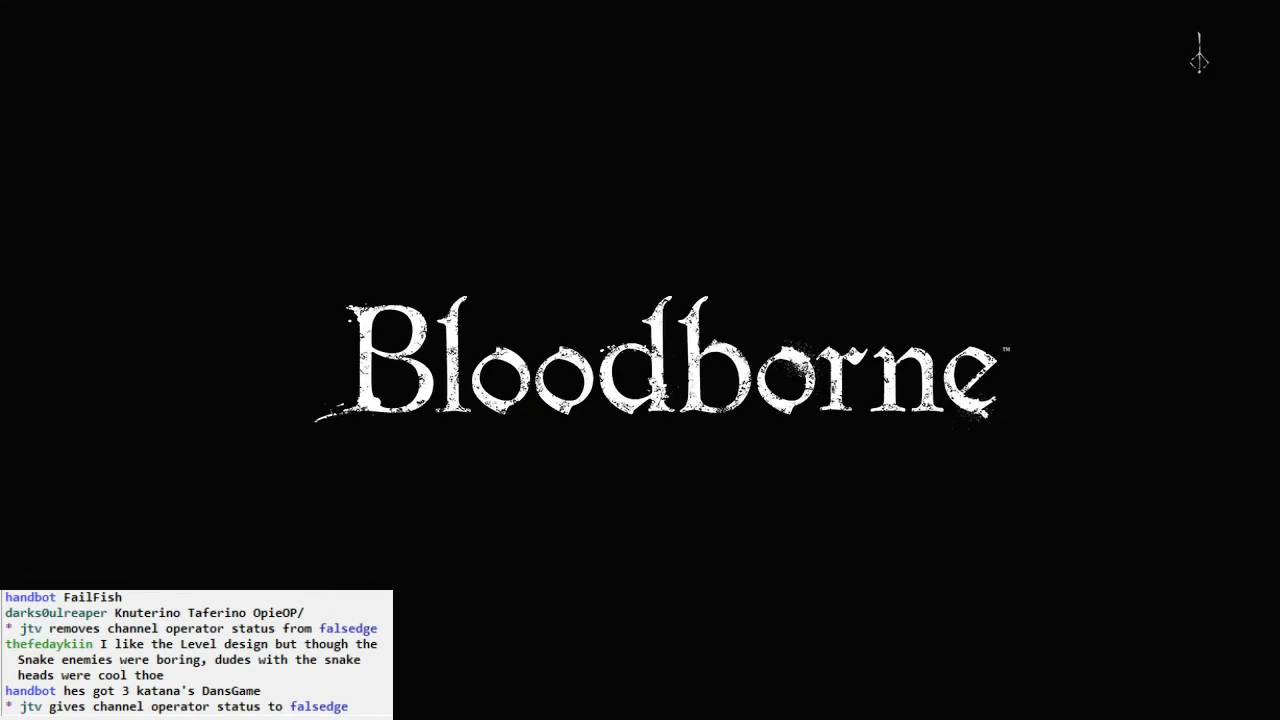 Bloodborne™
handbot FailFish
darks0ulreaper Knuterino Taferino OpieOP/
* jtv removes channel operator status from falsedge
thefedaykiin I like the Level design but though the
Snake enemies were boring, dudes with the snake
heads were cool thoe
handbot hes got 3 katana's DansGame
* jtv gives channel operator status to falsedge